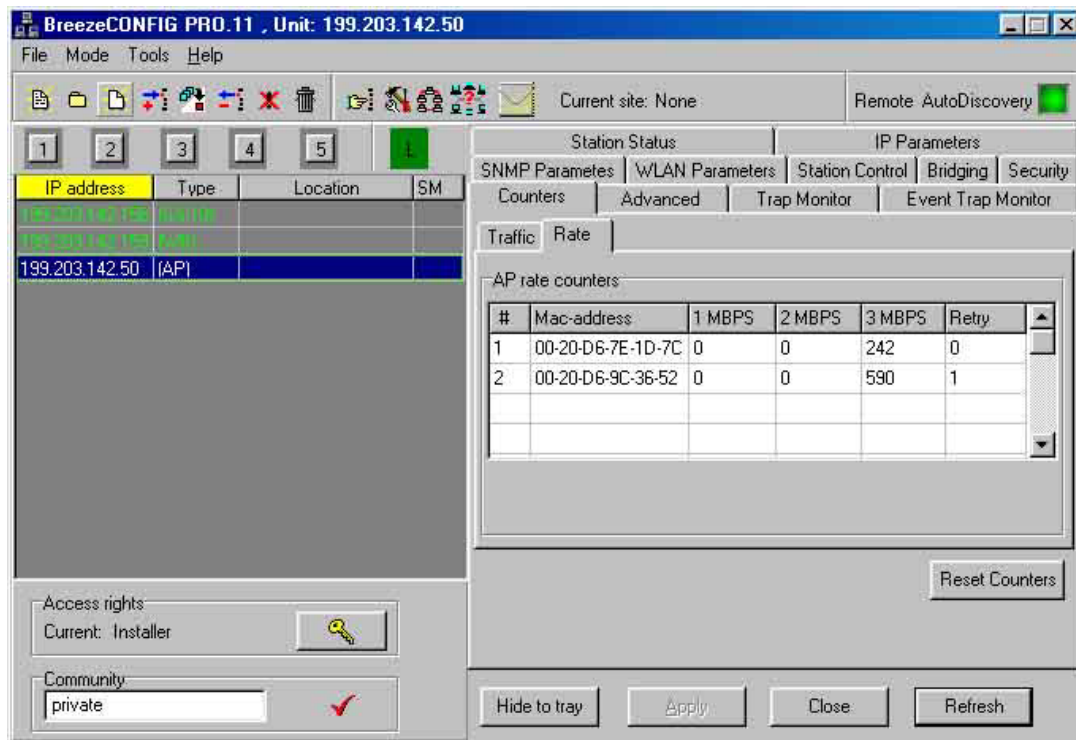 BreezeCONFIG PRO.11 , Unit: 199.203.142.50
File Mode Tools Help
Current site: None
Remote AutoDiscovery
1 2 3 4 5
IP address Type Location SM
199.203.142.50 (AP)
Station Status IP Parameters
SNMP Parametes WLAN Parameters Station Control Bridging Security
Counters Advanced Trap Monitor Event Trap Monitor
Traffic Rate
AP rate counters
# Mac-address 1 MBPS 2 MBPS 3 MBPS Retry
1 00-20-D6-7E-1D-7C 0 0 242 0
2 00-20-D6-9C-36-52 0 0 590 1
Reset Counters
Access rights
Current: Installer
Community
private
Hide to tray Apply Close Refresh